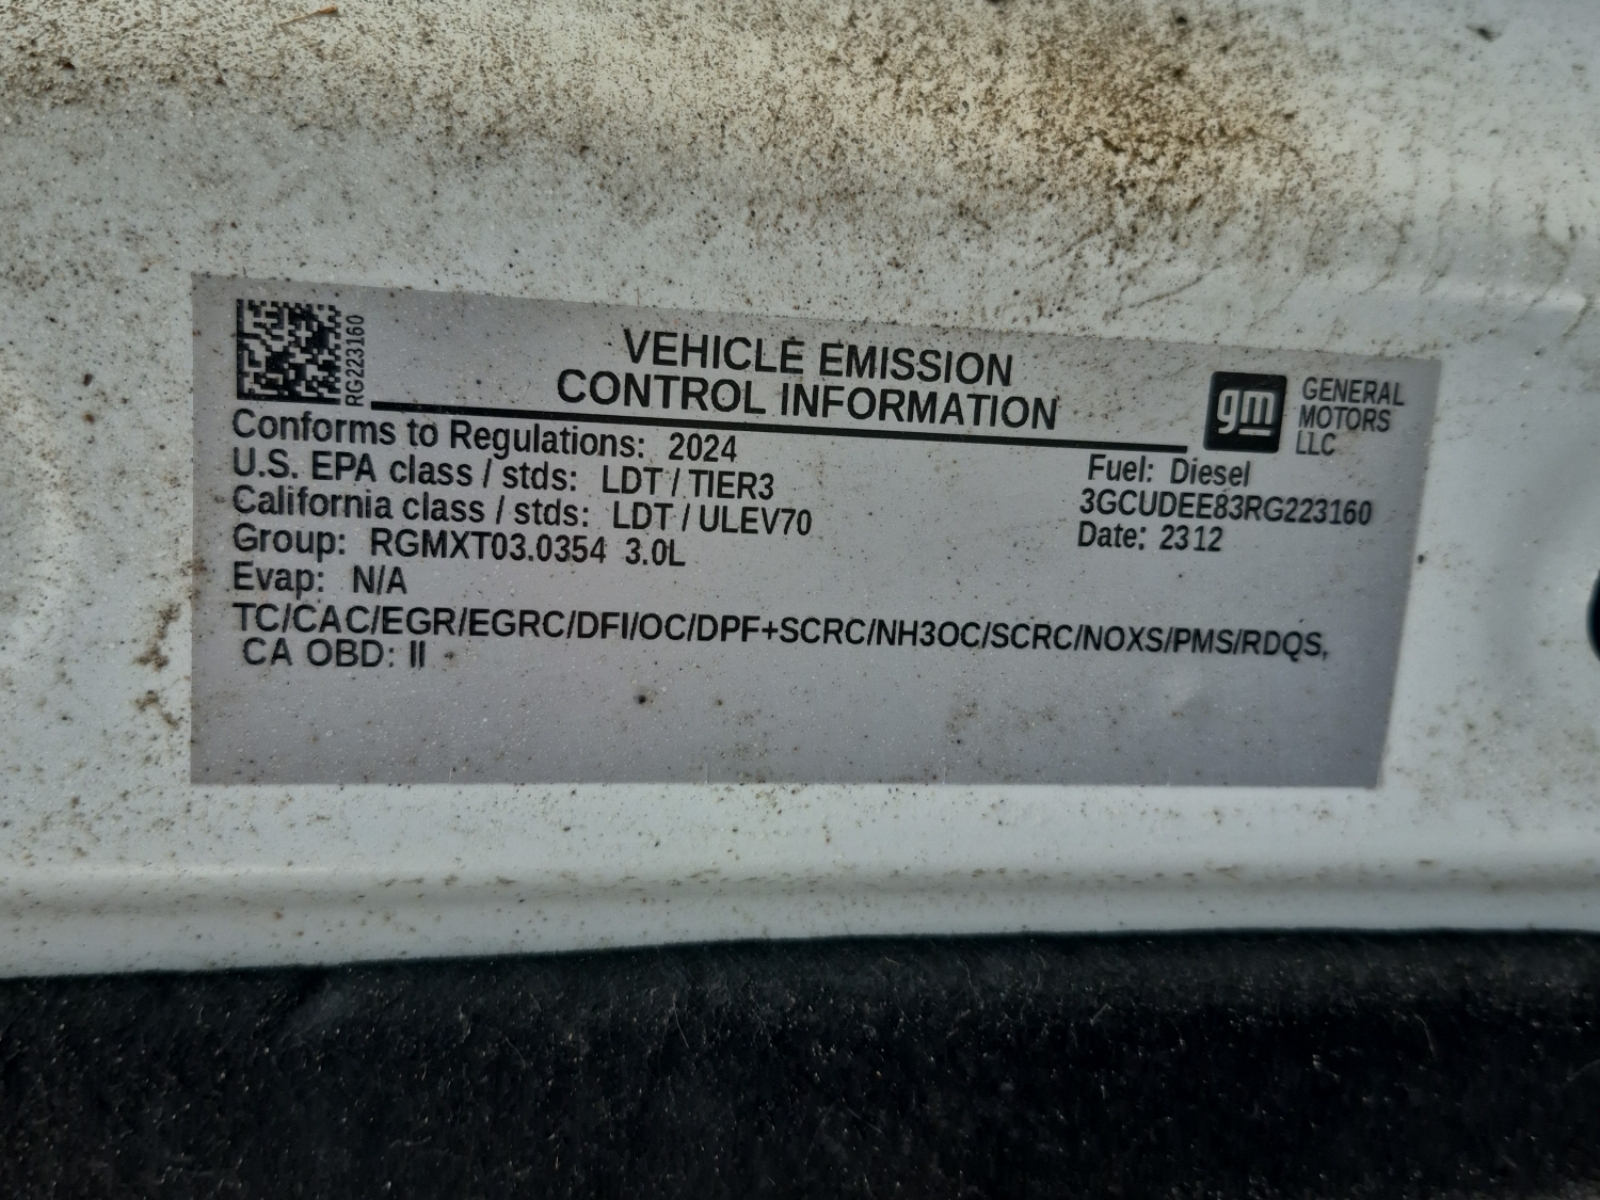 RG223160
VEHICLE EMISSION
CONTROL INFORMATION
gm
GENERAL
MOTORS
LLC
Conforms to Regulations: 2024
U.S. EPA class / stds: LDT / TIER3
California class / stds: LDT / ULEV70
Group: RGMXT03.0354 3.0L
Evap: N/A
Fuel: Diesel
3GCUDEE83RG223160
Date: 2312
TC/CAC/EGR/EGRC/DFI/OC/DPF+SCRC/NH3OC/SCRC/NOXS/PMS/RDQS,
CA OBD: II